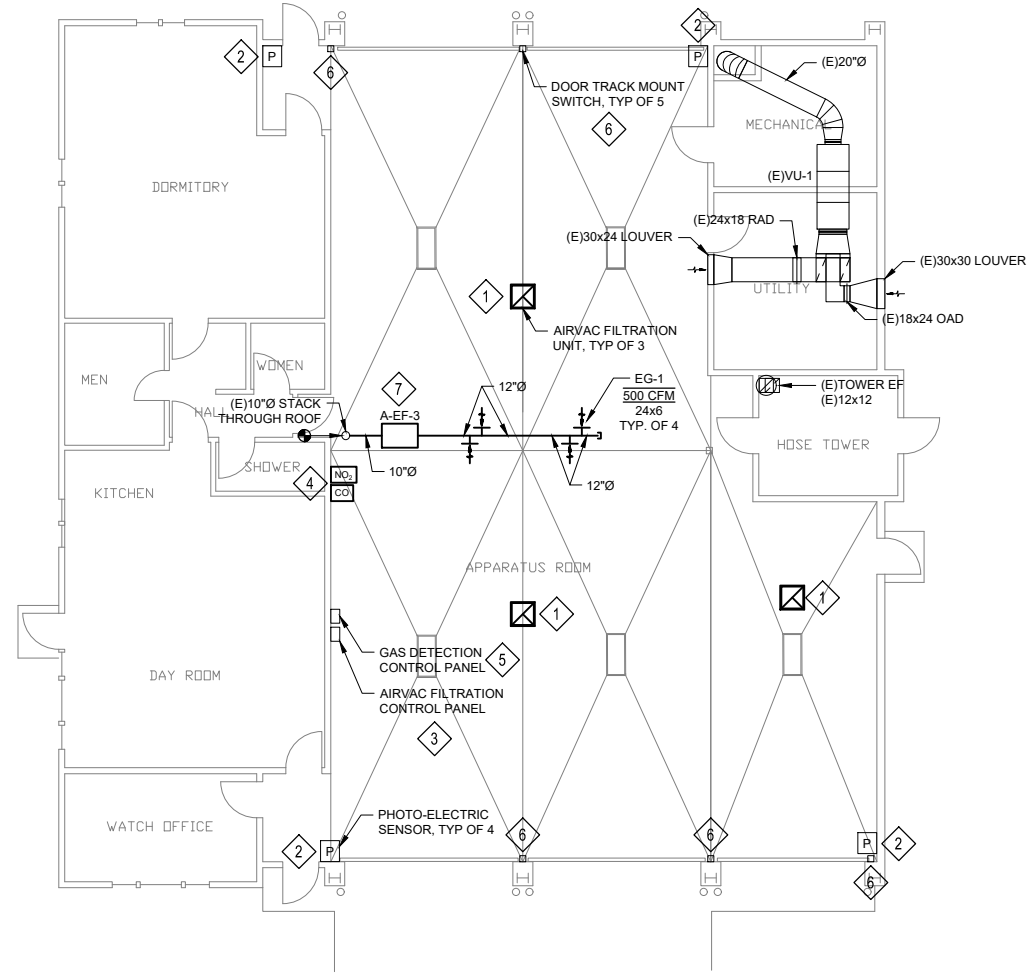 2
2
P
P
6
(E)20"Ø
DOOR TRACK MOUNT
SWITCH, TYP OF 5
6
MECHANICAL
(E)VU-1
DORMITORY
(E)24x18 RAD
(E)30x24 LOUVER
(E)30x30 LOUVER
UTILITY
1
(E)18x24 OAD
AIRVAC FILTRATION
UNIT, TYP OF 3
WOMEN
MEN
7
12"Ø
EG-1
500 CFM
24x6
TYP. OF 4
(E)TOWER EF
(E)12x12
HALL
(E)10"Ø STACK
THROUGH ROOF
A-EF-3
HOSE TOWER
SHOWER
10"Ø
NO₂
4
CO
12"Ø
KITCHEN
APPARATUS ROOM
1
1
GAS DETECTION
CONTROL PANEL
5
DAY ROOM
AIRVAC FILTRATION
CONTROL PANEL
3
WATCH OFFICE
PHOTO-ELECTRIC
SENSOR, TYP OF 4
6
6
P
2
P
2
6